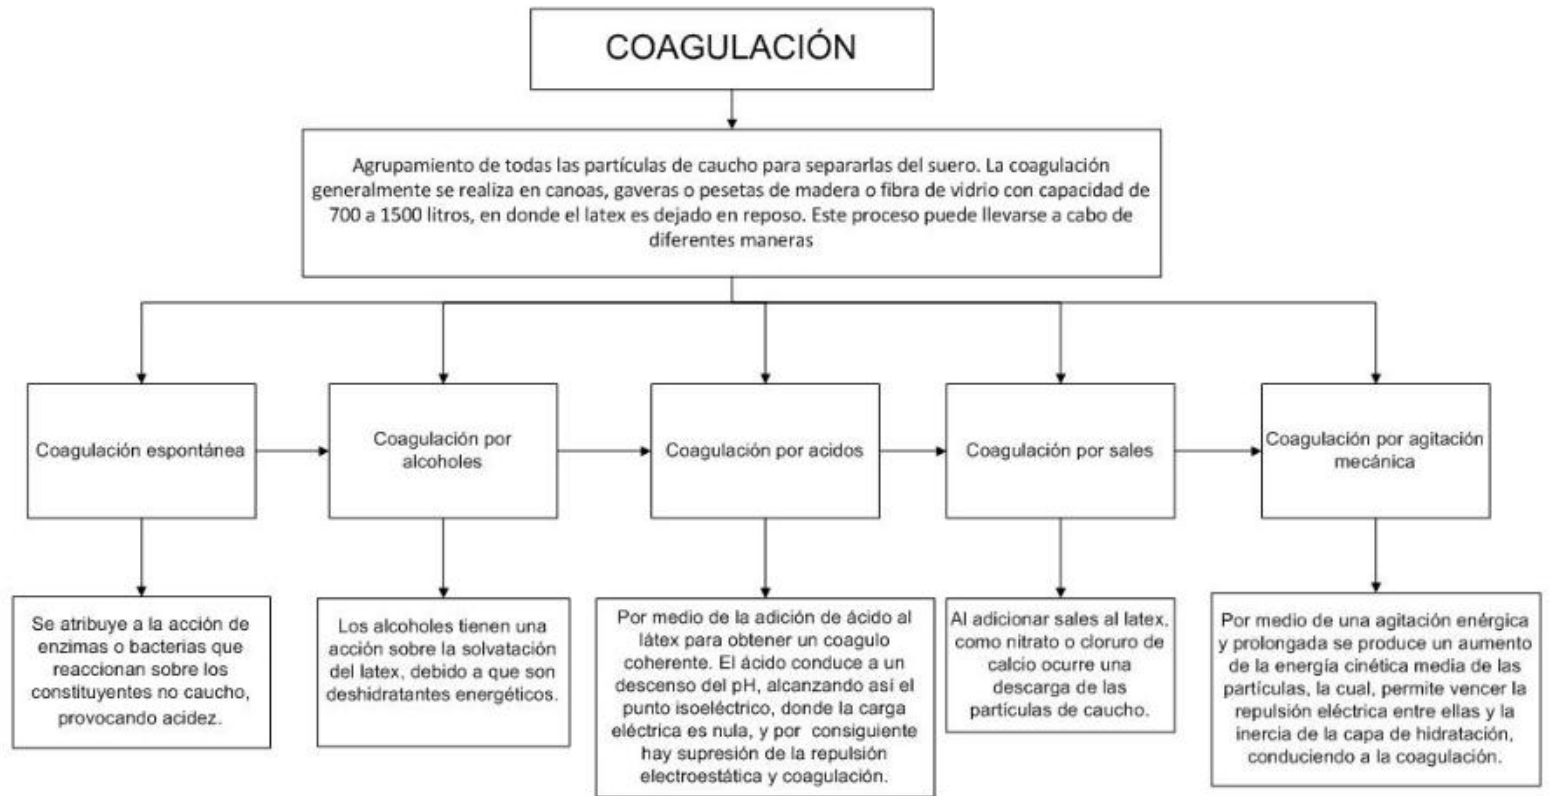 COAGULACIÓN
Agrupamiento de todas las partículas de caucho para separarlas del suero. La coagulación
generalmente se realiza en canoas, gaveras o pesetas de madera o fibra de vidrio con capacidad de
700 a 1500 litros, en donde el latex es dejado en reposo. Este proceso puede llevarse a cabo de
diferentes maneras
Coagulación espontánea
Coagulación por
alcoholes
Coagulación por acidos
Coagulación por sales
Coagulación por agitación
mecánica
Se atribuye a la acción de
enzimas o bacterias que
reaccionan sobre los
constituyentes no caucho,
provocando acidez.
Los alcoholes tienen una
acción sobre la solvatación
del latex, debido a que son
deshidratantes energéticos.
Por medio de la adición de ácido al
látex para obtener un coagulo
coherente. El ácido conduce a un
descenso del pH, alcanzando así el
punto isoeléctrico, donde la carga
eléctrica es nula, y por consiguiente
hay supresión de la repulsión
electroestática y coagulación.
Al adicionar sales al latex,
como nitrato o cloruro de
calcio ocurre una
descarga de las
partículas de caucho.
Por medio de una agitación enérgica
y prolongada se produce un aumento
de la energía cinética media de las
partículas, la cual, permite vencer la
repulsión eléctrica entre ellas y la
inercia de la capa de hidratación,
conduciendo a la coagulación.